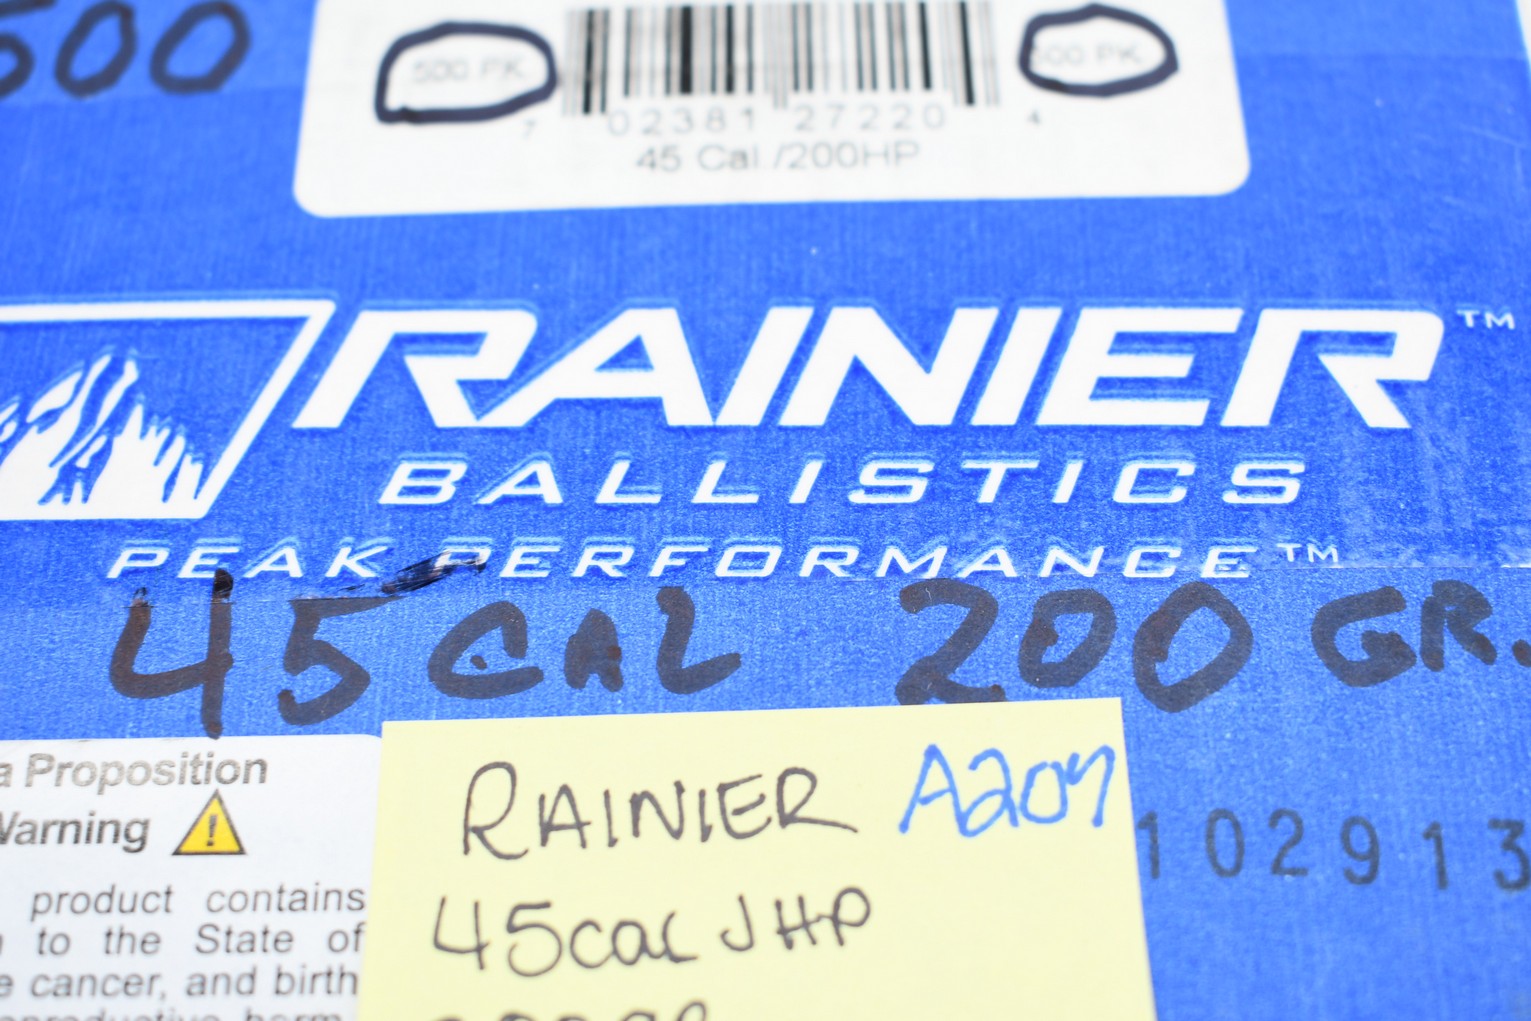 500
500 PK
500 PK
7 02381 27220 4
45 Cal /200HP
RAINIER™
BALLISTICS
PEAK PERFORMANCE™
45 CAL 200 GR.
a Proposition
Warning
product contains
to the State of
cancer, and birth
RAINIER A207
45cal JHP
102913